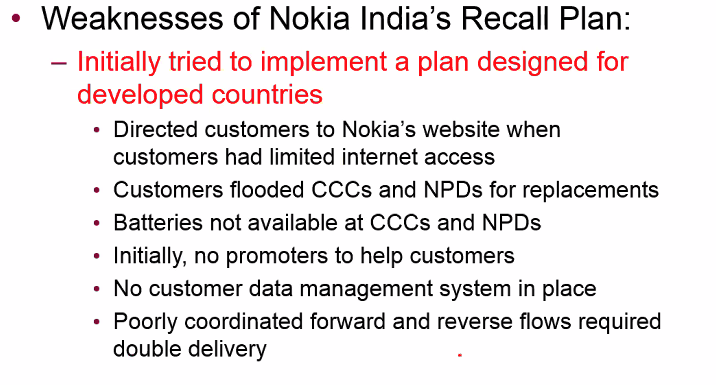 • Weaknesses of Nokia India's Recall Plan:
– Initially tried to implement a plan designed for
developed countries
• Directed customers to Nokia's website when
customers had limited internet access
• Customers flooded CCCs and NPDs for replacements
• Batteries not available at CCCs and NPDs
• Initially, no promoters to help customers
• No customer data management system in place
• Poorly coordinated forward and reverse flows required
double delivery